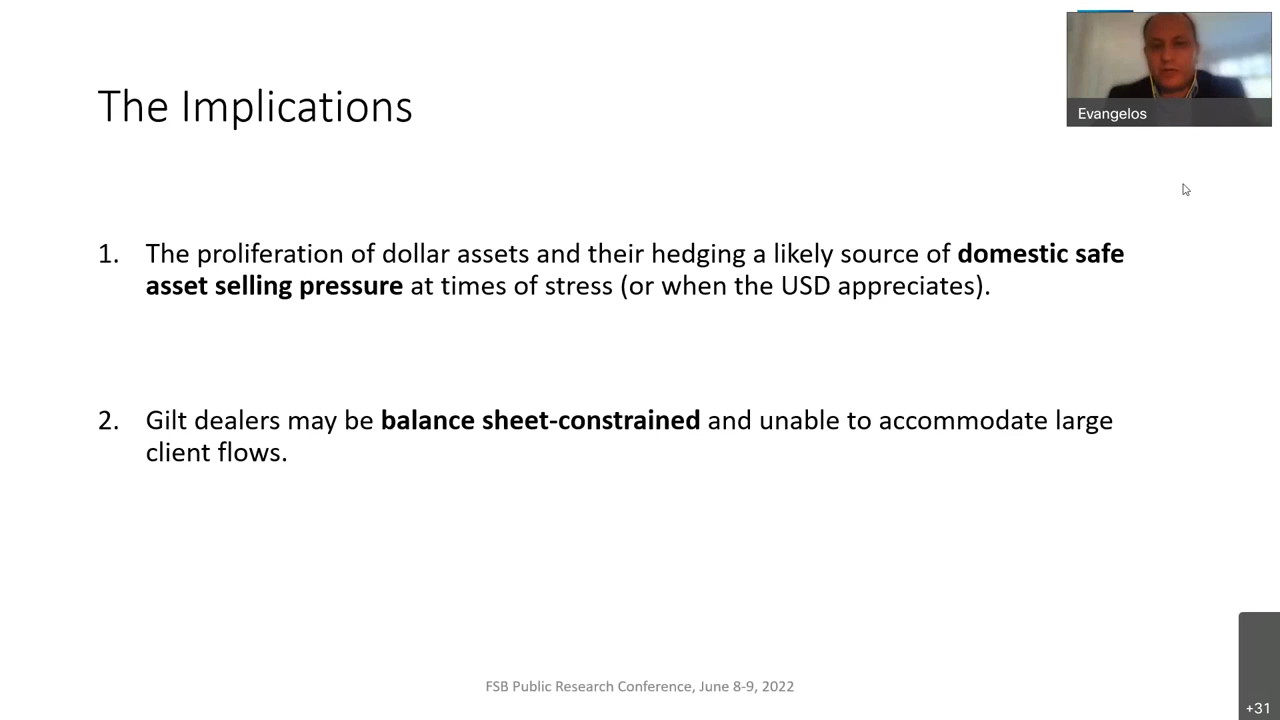 Evangelos
The Implications
1. The proliferation of dollar assets and their hedging a likely source of domestic safe
asset selling pressure at times of stress (or when the USD appreciates).
2. Gilt dealers may be balance sheet-constrained and unable to accommodate large
client flows.
FSB Public Research Conference, June 8-9, 2022
+31